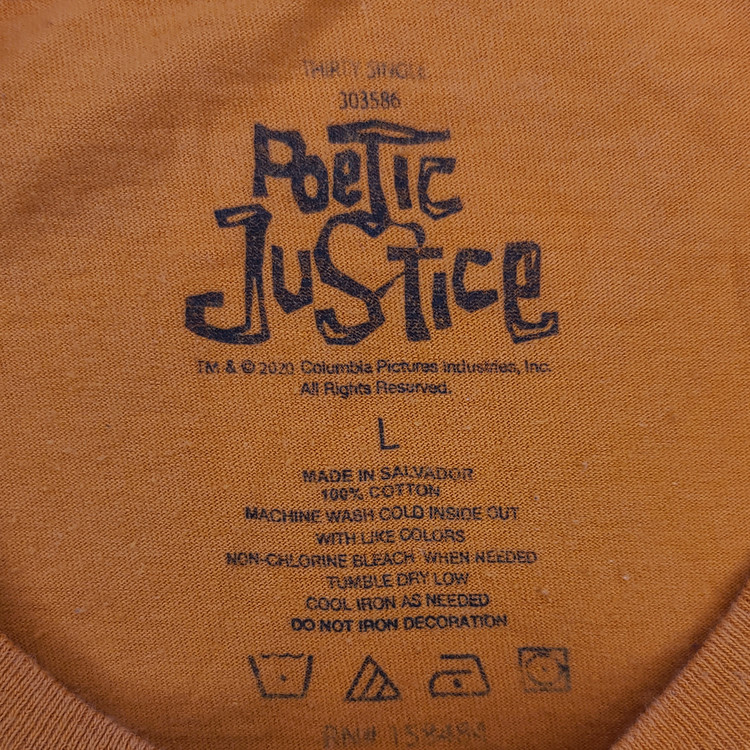 THIRTY SINGLE
303586
Poetic
Justice
TM & © 2020 Columbia Pictures Industries, Inc.
All Rights Reserved.
L
MADE IN SALVADOR
100% COTTON
MACHINE WASH COLD INSIDE OUT
WITH LIKE COLORS
NON-CHLORINE BLEACH WHEN NEEDED
TUMBLE DRY LOW
COOL IRON AS NEEDED
DO NOT IRON DECORATION
RN#